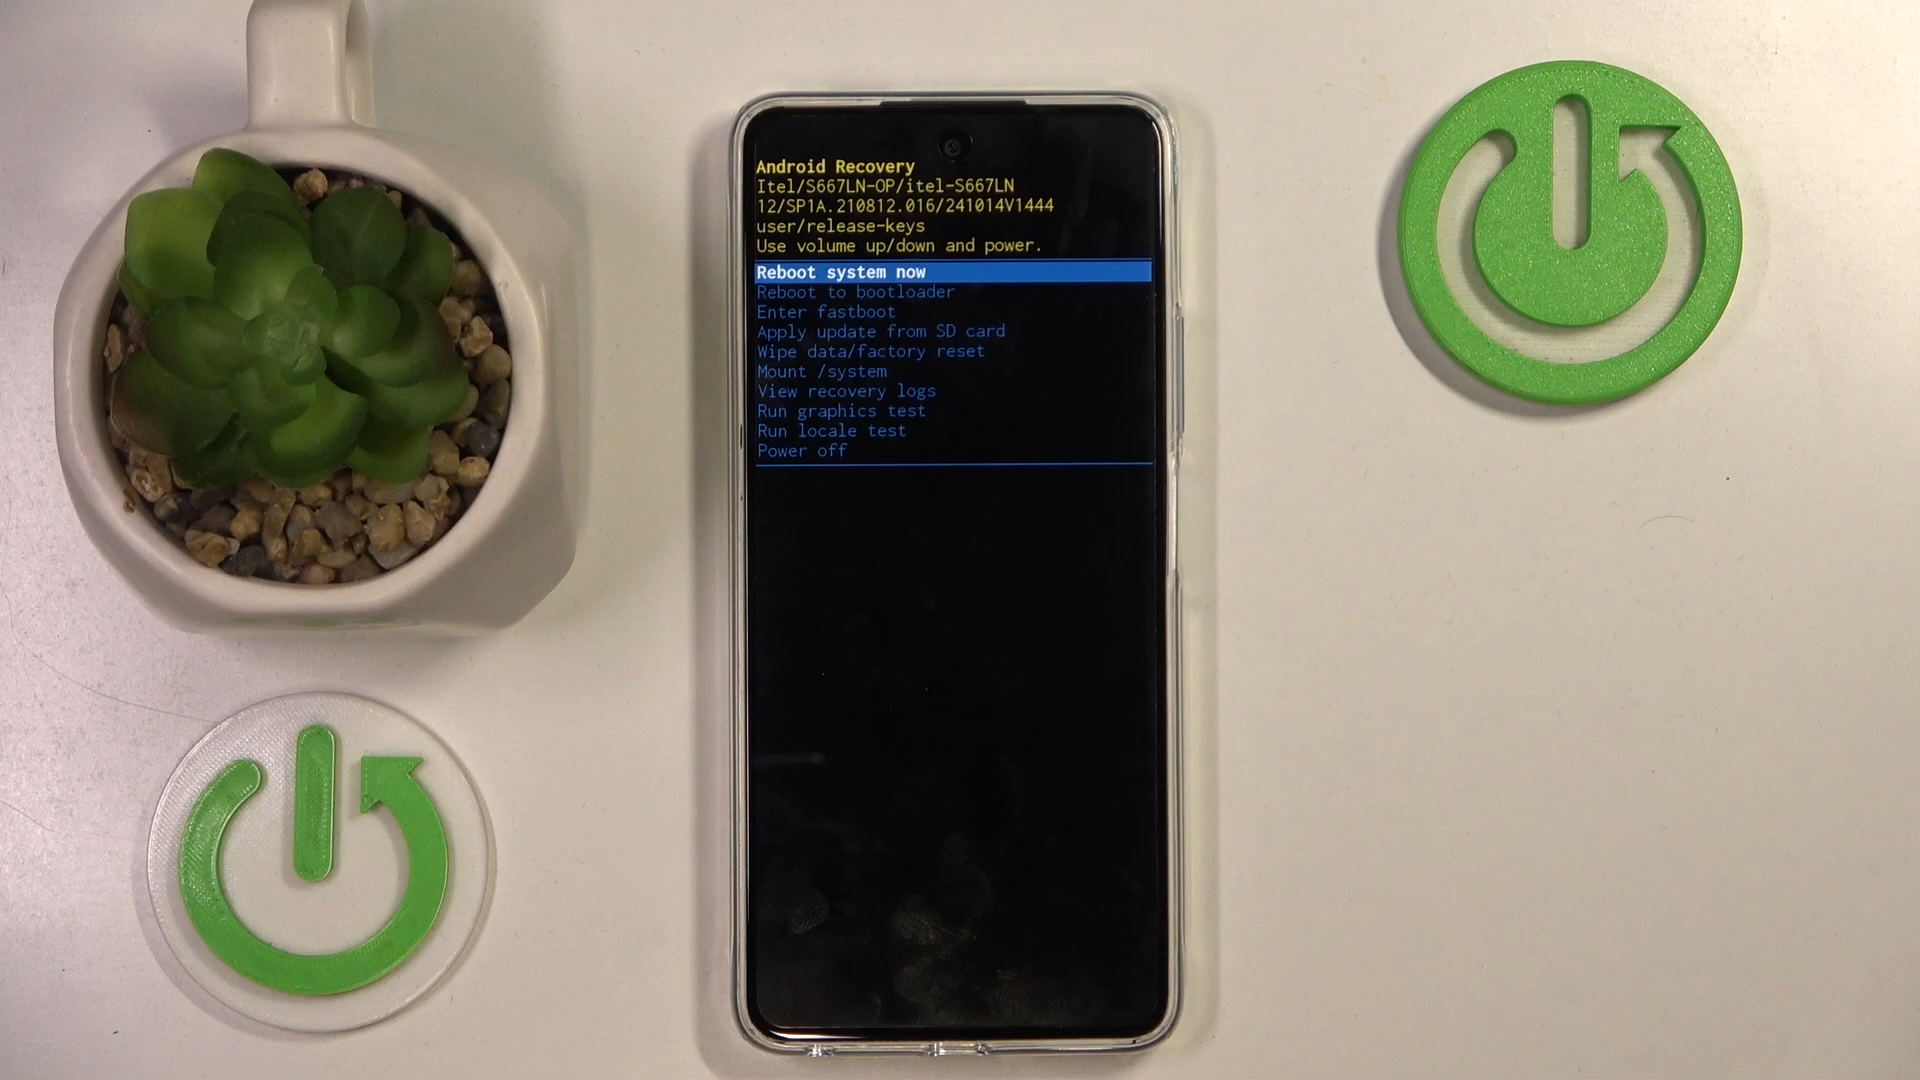 Android Recovery
Itel/S667LN-OP/itel-S667LN
12/SP1A.210812.016/241014V1444
user/release-keys
Use volume up/down and power.
Reboot system now
Reboot to bootloader
Enter fastboot
Apply update from SD card
Wipe data/factory reset
Mount /system
View recovery logs
Run graphics test
Run locale test
Power off